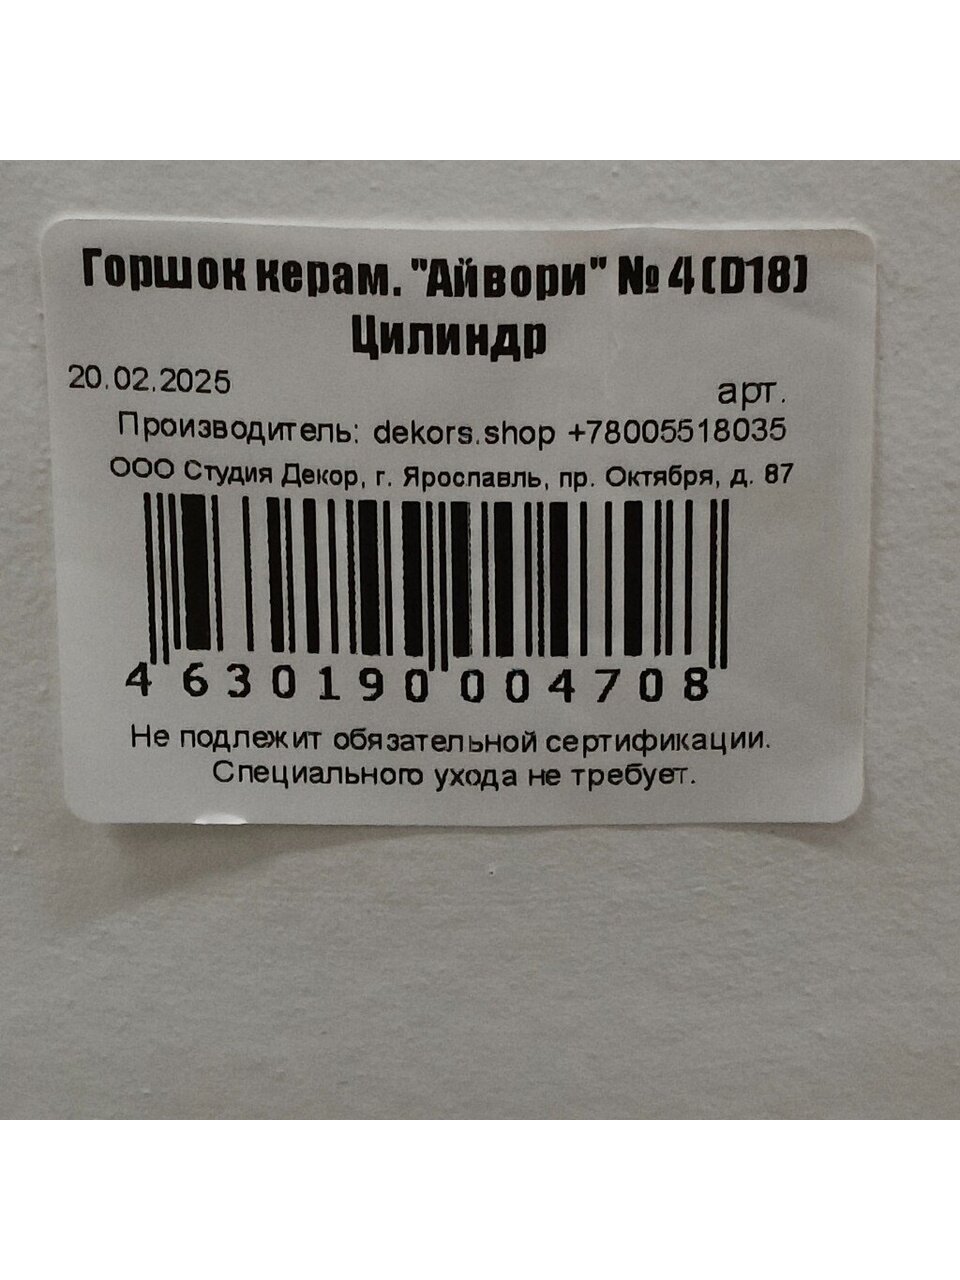 Горшок керам. "Айвори" № 4 (D18)
Цилиндр
20.02.2025
арт.
Производитель: dekors.shop +78005518035
ООО Студия Декор, г. Ярославль, пр. Октября, д. 87
4 630190 004708
Не подлежит обязательной сертификации.
Специального ухода не требует.